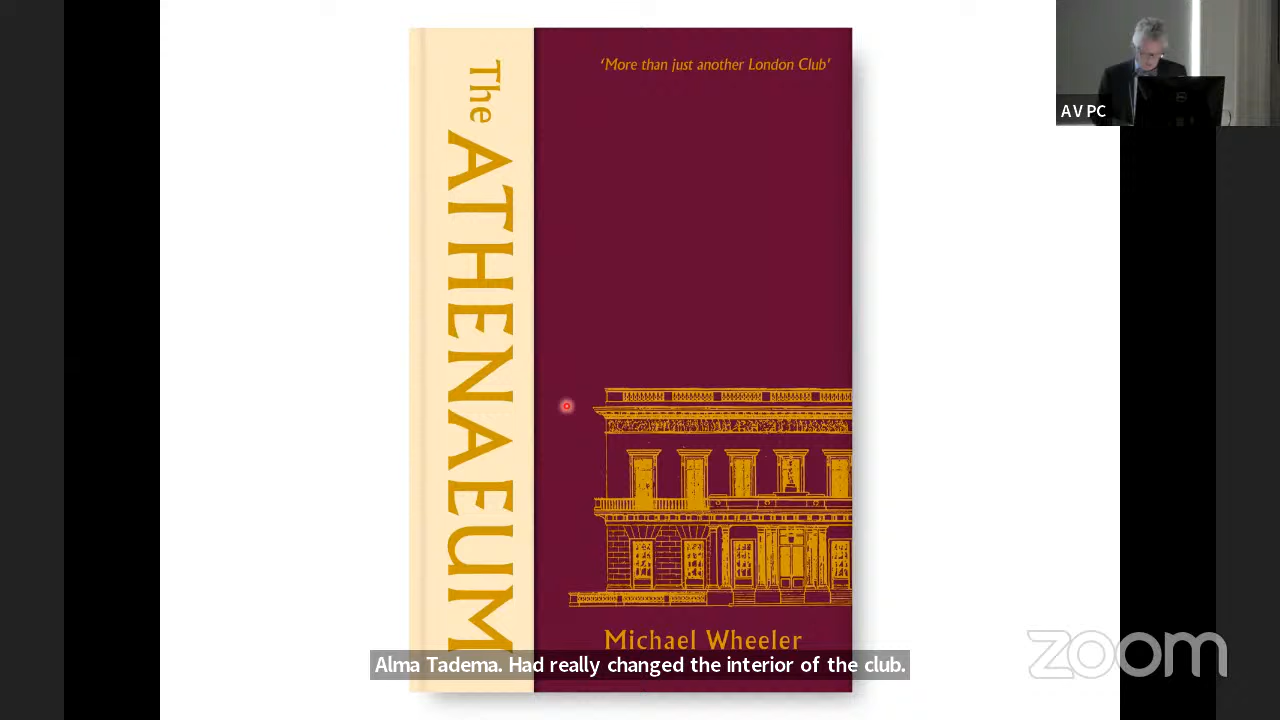 'More than just another London Club'
The ATHENAEUM
Michael Wheeler
AV PC
Alma Tadema. Had really changed the interior of the club.
zoom